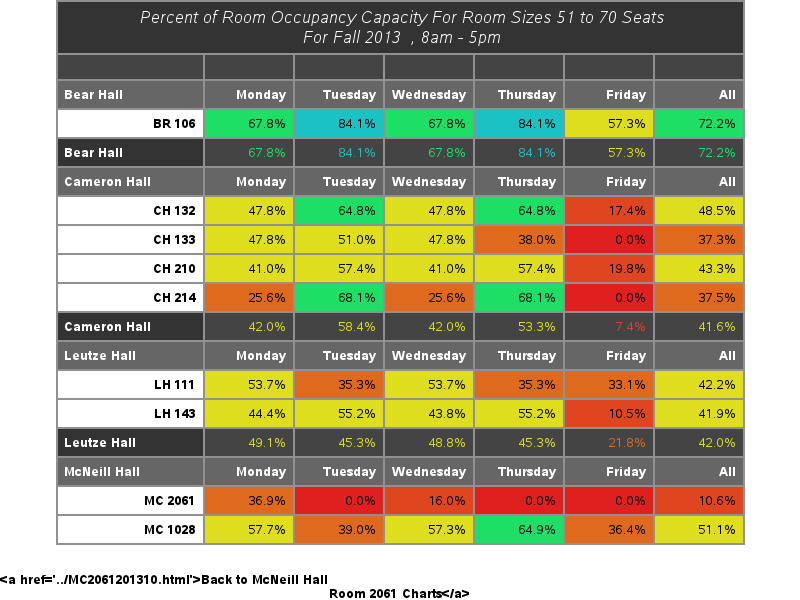 Percent of Room Occupancy Capacity For Room Sizes 51 to 70 Seats
For Fall 2013 , 8am - 5pm
Bear Hall Monday Tuesday Wednesday Thursday Friday All
BR 106 67.8% 84.1% 67.8% 84.1% 57.3% 72.2%
Bear Hall 67.8% 84.1% 67.8% 84.1% 57.3% 72.2%
Cameron Hall Monday Tuesday Wednesday Thursday Friday All
CH 132 47.8% 64.8% 47.8% 64.8% 17.4% 48.5%
CH 133 47.8% 51.0% 47.8% 38.0% 0.0% 37.3%
CH 210 41.0% 57.4% 41.0% 57.4% 19.8% 43.3%
CH 214 25.6% 68.1% 25.6% 68.1% 0.0% 37.5%
Cameron Hall 42.0% 58.4% 42.0% 53.3% 7.4% 41.6%
Leutze Hall Monday Tuesday Wednesday Thursday Friday All
LH 111 53.7% 35.3% 53.7% 35.3% 33.1% 42.2%
LH 143 44.4% 55.2% 43.8% 55.2% 10.5% 41.9%
Leutze Hall 49.1% 45.3% 48.8% 45.3% 21.8% 42.0%
McNeill Hall Monday Tuesday Wednesday Thursday Friday All
MC 2061 36.9% 0.0% 16.0% 0.0% 0.0% 10.6%
MC 1028 57.7% 39.0% 57.3% 64.9% 36.4% 51.1%
<a href='../MC2061201310.html'>Back to McNeill Hall
Room 2061 Charts</a>